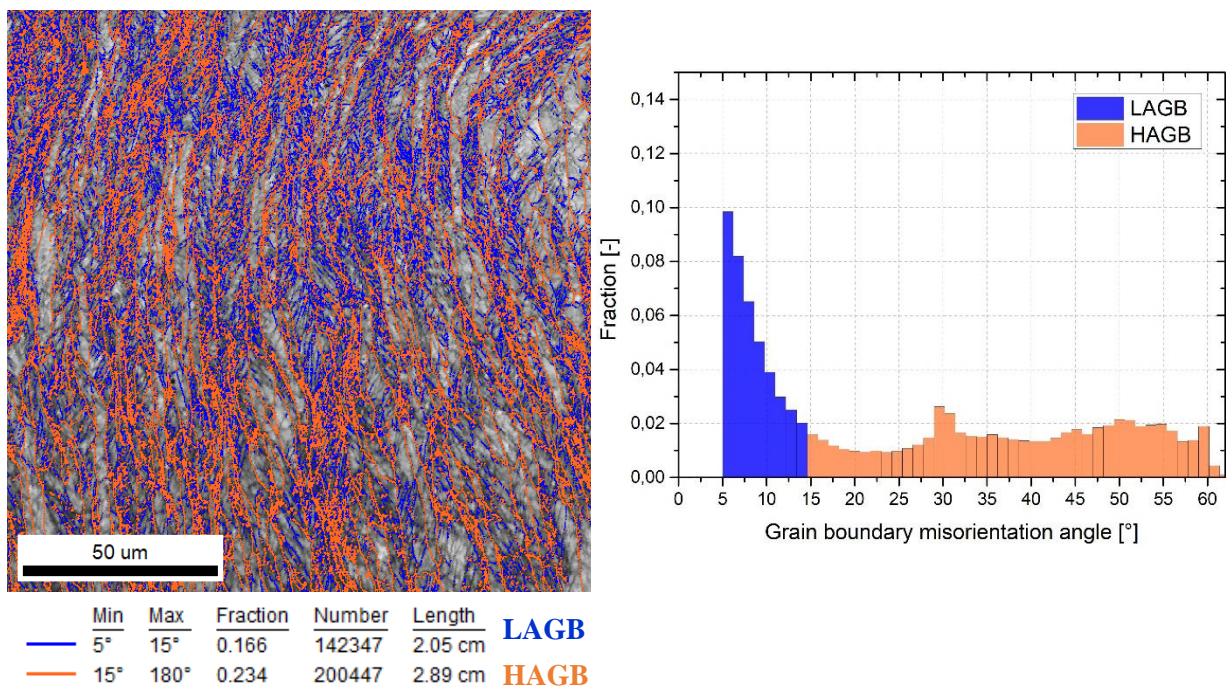 50 um
Min Max Fraction Number Length
5° 15° 0.166 142347 2.05 cm LAGB
15° 180° 0.234 200447 2.89 cm HAGB
LAGB
HAGB
0,14
0,12
0,10
0,08
0,06
0,04
0,02
0,00
Fraction [-]
0 5 10 15 20 25 30 35 40 45 50 55 60
Grain boundary misorientation angle [°]